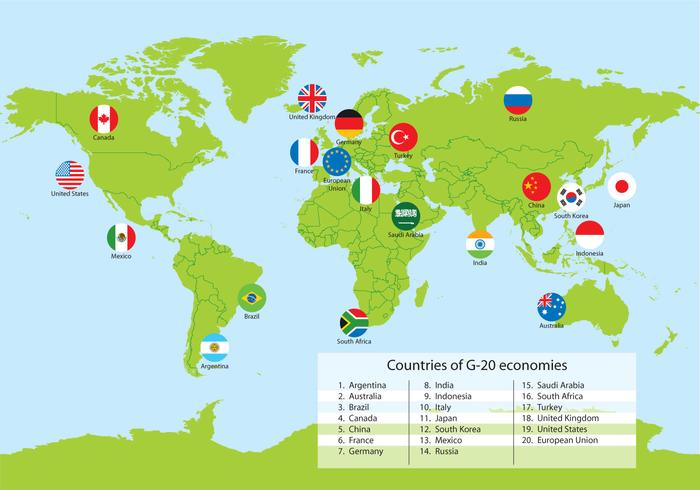 United Kingdom
Russia
Canada
Germany
Turkey
France
European
Union
United States
Italy
China
South Korea
Japan
Saudi Arabia
Mexico
India
Indonesia
Brazil
Australia
South Africa
Argentina
Countries of G-20 economies
1. Argentina
2. Australia
3. Brazil
4. Canada
5. China
6. France
7. Germany
8. India
9. Indonesia
10. Italy
11. Japan
12. South Korea
13. Mexico
14. Russia
15. Saudi Arabia
16. South Africa
17. Turkey
18. United Kingdom
19. United States
20. European Union